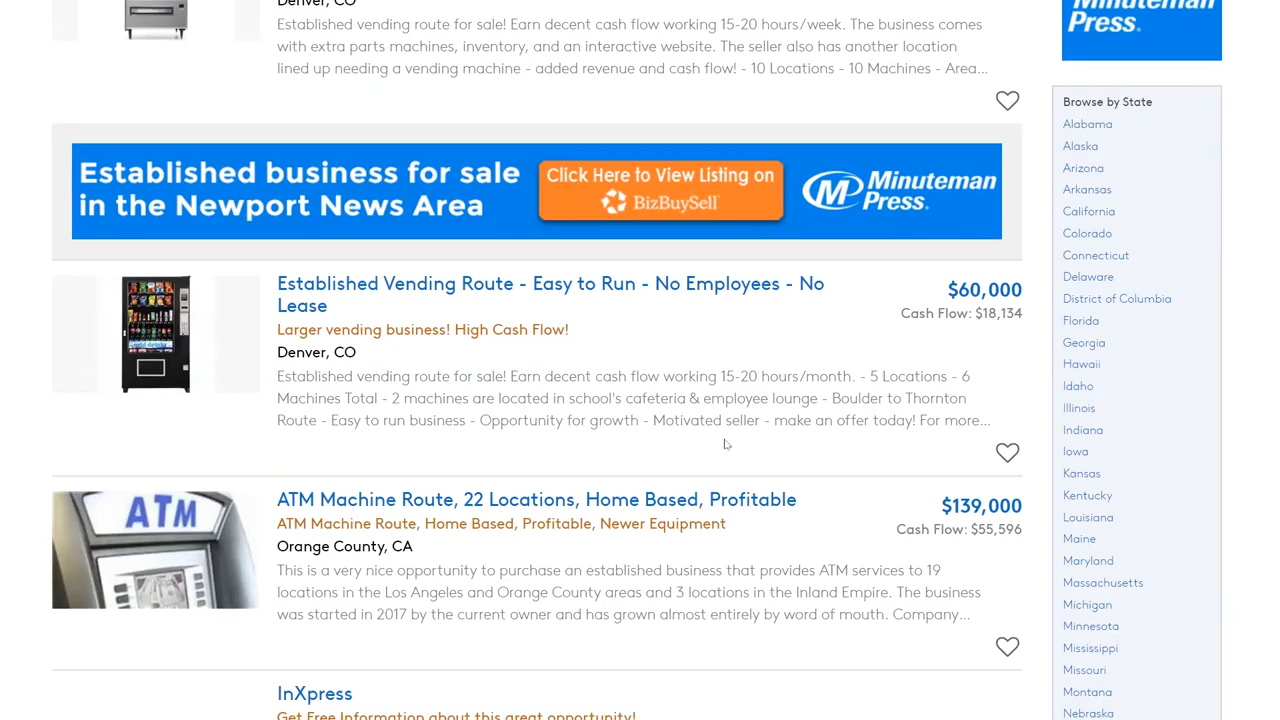 Denver, CO
Established vending route for sale! Earn decent cash flow working 15-20 hours/week. The business comes
with extra parts machines, inventory, and an interactive website. The seller also has another location
lined up needing a vending machine - added revenue and cash flow! - 10 Locations - 10 Machines - Area...
Established business for sale
in the Newport News Area
Click Here to View Listing on
BizBuySell
Minuteman
Press.
Established Vending Route - Easy to Run - No Employees - No
Lease
$60,000
Cash Flow: $18,134
Larger vending business! High Cash Flow!
Denver, CO
Established vending route for sale! Earn decent cash flow working 15-20 hours/month. - 5 Locations - 6
Machines Total - 2 machines are located in school's cafeteria & employee lounge - Boulder to Thornton
Route - Easy to run business - Opportunity for growth - Motivated seller - make an offer today! For more...
ATM
ATM Machine Route, 22 Locations, Home Based, Profitable
$139,000
Cash Flow: $55,596
ATM Machine Route, Home Based, Profitable, Newer Equipment
Orange County, CA
This is a very nice opportunity to purchase an established business that provides ATM services to 19
locations in the Los Angeles and Orange County areas and 3 locations in the Inland Empire. The business
was started in 2017 by the current owner and has grown almost entirely by word of mouth. Company...
InXpress
Get Free Information about this great opportunity!
Minuteman
Press.
Browse by State
Alabama
Alaska
Arizona
Arkansas
California
Colorado
Connecticut
Delaware
District of Columbia
Florida
Georgia
Hawaii
Idaho
Illinois
Indiana
Iowa
Kansas
Kentucky
Louisiana
Maine
Maryland
Massachusetts
Michigan
Minnesota
Mississippi
Missouri
Montana
Nebraska